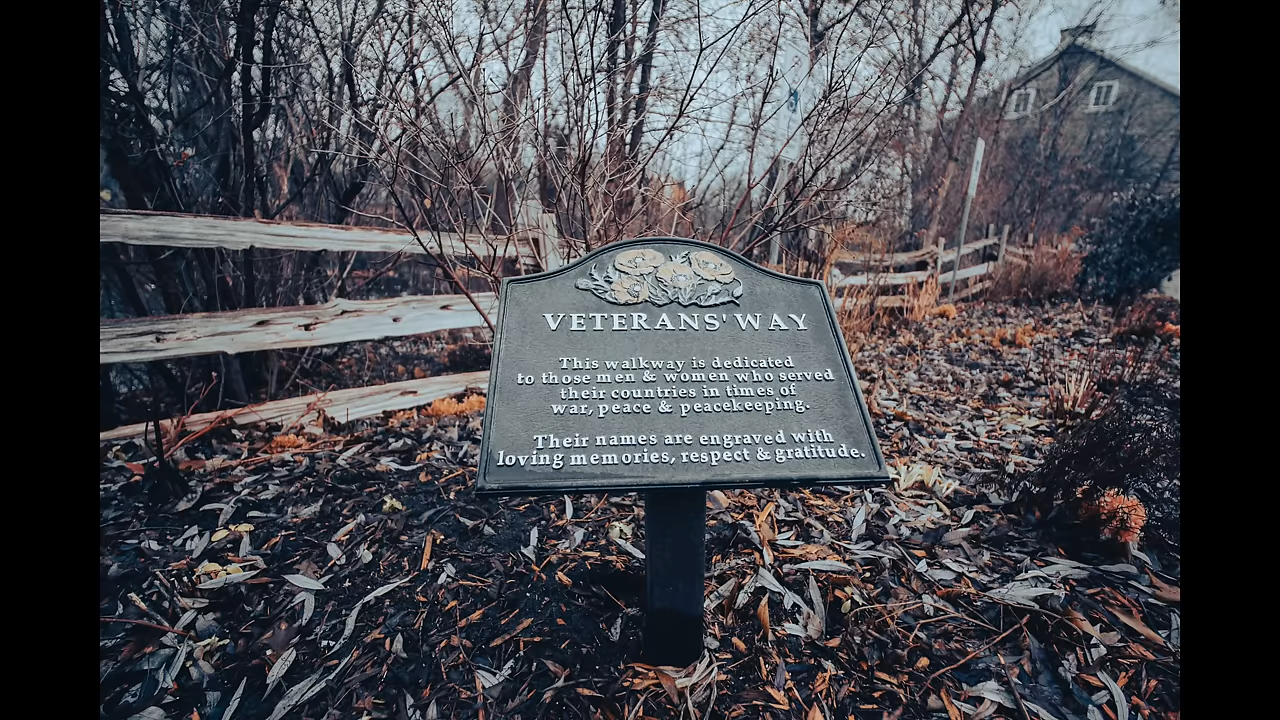 VETERANS' WAY
This walkway is dedicated
to those men & women who served
their countries in times of
war, peace & peacekeeping.
Their names are engraved with
loving memories, respect & gratitude.